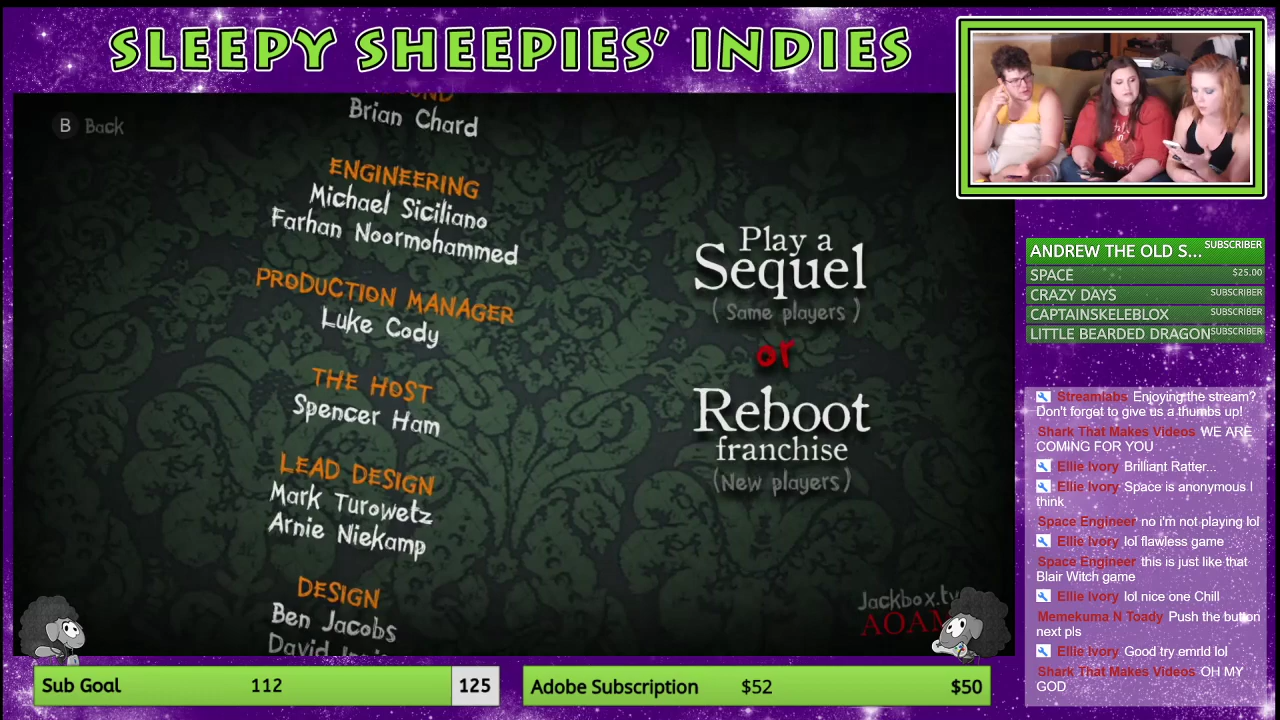 SLEEPY SHEEPIES' INDIES
B Back
Brian Chard
ENGINEERING
Michael Siciliano
Farhan Noormohammed
PRODUCTION MANAGER
Luke Cody
THE HOST
Spencer Ham
LEAD DESIGN
Mark Turowetz
Arnie Niekamp
DESIGN
Ben Jacobs
David
Play a
Sequel
(Same players)
or
Reboot
franchise
(New players)
Jackbox.tv
Sub Goal 112 125
Adobe Subscription $52 $50
ANDREW THE OLD S... SUBSCRIBER
SPACE $25.00
CRAZY DAYS SUBSCRIBER
CAPTAINSKELEBLOX SUBSCRIBER
LITTLE BEARDED DRAGON SUBSCRIBER
Streamlabs Enjoying the stream?
Don't forget to give us a thumbs up!
Shark That Makes Videos WE ARE
COMING FOR YOU
Ellie Ivory Brilliant Ratter...
Ellie Ivory Space is anonymous I
think
Space Engineer no i'm not playing lol
Ellie Ivory lol flawless game
Space Engineer this is just like that
Blair Witch game
Ellie Ivory lol nice one Chill
Memekuma N Toady Push the button
next pls
Ellie Ivory Good try emrld lol
Shark That Makes Videos OH MY
GOD